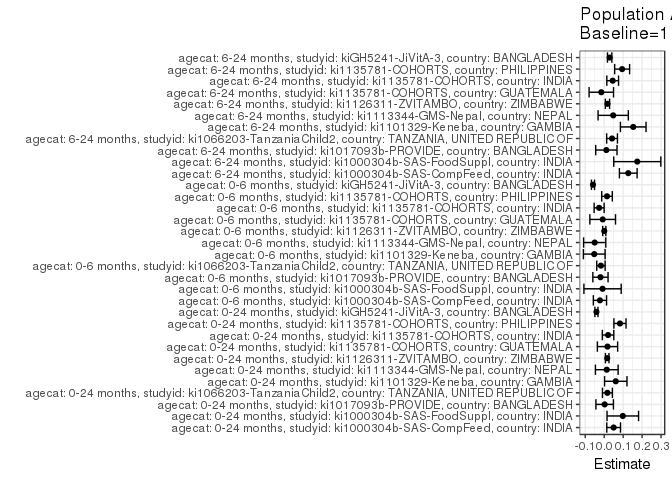 Population
Baseline=1
agecat: 6-24 months, studyid: kiGH5241-JiVitA-3, country: BANGLADESH
agecat: 6-24 months, studyid: ki1135781-COHORTS, country: PHILIPPINES
agecat: 6-24 months, studyid: ki1135781-COHORTS, country: INDIA
agecat: 6-24 months, studyid: ki1135781-COHORTS, country: GUATEMALA
agecat: 6-24 months, studyid: ki1126311-ZVITAMBO, country: ZIMBABWE
agecat: 6-24 months, studyid: ki1113344-GMS-Nepal, country: NEPAL
agecat: 6-24 months, studyid: ki1101329-Keneba, country: GAMBIA
agecat: 6-24 months, studyid: ki1066203-TanzaniaChild2, country: TANZANIA, UNITED REPUBLIC OF
agecat: 6-24 months, studyid: ki1017093b-PROVIDE, country: BANGLADESH
agecat: 6-24 months, studyid: ki1000304b-SAS-FoodSuppl, country: INDIA
agecat: 6-24 months, studyid: ki1000304b-SAS-CompFeed, country: INDIA
agecat: 0-6 months, studyid: kiGH5241-JiVitA-3, country: BANGLADESH
agecat: 0-6 months, studyid: ki1135781-COHORTS, country: PHILIPPINES
agecat: 0-6 months, studyid: ki1135781-COHORTS, country: INDIA
agecat: 0-6 months, studyid: ki1135781-COHORTS, country: GUATEMALA
agecat: 0-6 months, studyid: ki1126311-ZVITAMBO, country: ZIMBABWE
agecat: 0-6 months, studyid: ki1113344-GMS-Nepal, country: NEPAL
agecat: 0-6 months, studyid: ki1101329-Keneba, country: GAMBIA
agecat: 0-6 months, studyid: ki1066203-TanzaniaChild2, country: TANZANIA, UNITED REPUBLIC OF
agecat: 0-6 months, studyid: ki1017093b-PROVIDE, country: BANGLADESH
agecat: 0-6 months, studyid: ki1000304b-SAS-FoodSuppl, country: INDIA
agecat: 0-6 months, studyid: ki1000304b-SAS-CompFeed, country: INDIA
agecat: 0-24 months, studyid: kiGH5241-JiVitA-3, country: BANGLADESH
agecat: 0-24 months, studyid: ki1135781-COHORTS, country: PHILIPPINES
agecat: 0-24 months, studyid: ki1135781-COHORTS, country: INDIA
agecat: 0-24 months, studyid: ki1135781-COHORTS, country: GUATEMALA
agecat: 0-24 months, studyid: ki1126311-ZVITAMBO, country: ZIMBABWE
agecat: 0-24 months, studyid: ki1113344-GMS-Nepal, country: NEPAL
agecat: 0-24 months, studyid: ki1101329-Keneba, country: GAMBIA
agecat: 0-24 months, studyid: ki1066203-TanzaniaChild2, country: TANZANIA, UNITED REPUBLIC OF
agecat: 0-24 months, studyid: ki1017093b-PROVIDE, country: BANGLADESH
agecat: 0-24 months, studyid: ki1000304b-SAS-FoodSuppl, country: INDIA
agecat: 0-24 months, studyid: ki1000304b-SAS-CompFeed, country: INDIA
-0.1 0.0 0.1 0.2 0.3
Estimate